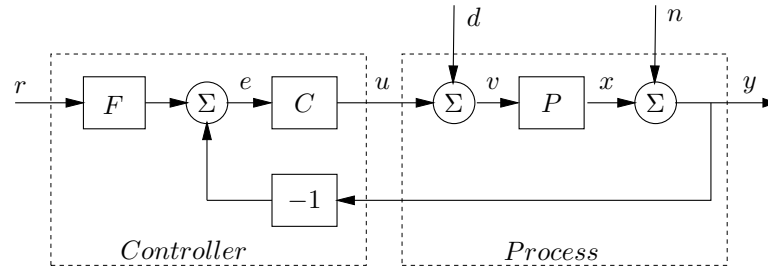 d n
r F Σ e C u Σ v P x Σ y
−1
Controller Process